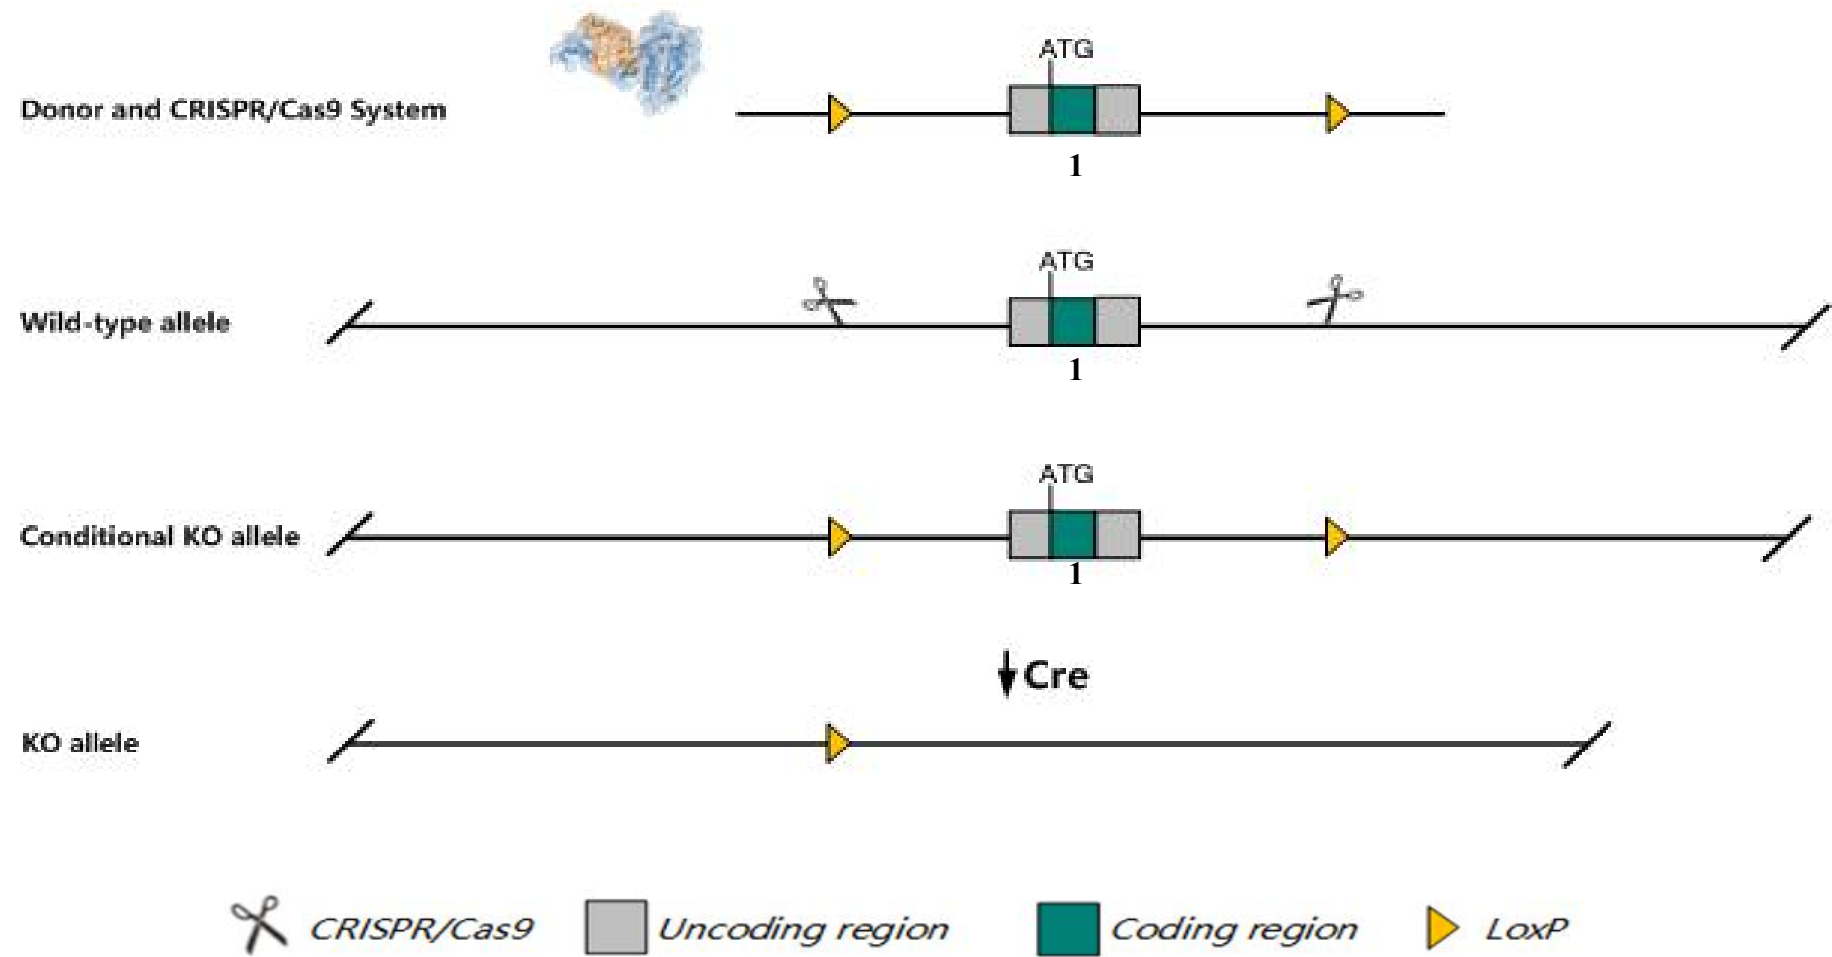 ATG
Donor and CRISPR/Cas9 System
1
ATG
Wild-type allele
1
ATG
Conditional KO allele
1
Cre
KO allele
CRISPR/Cas9
Uncoding region
Coding region
LoxP